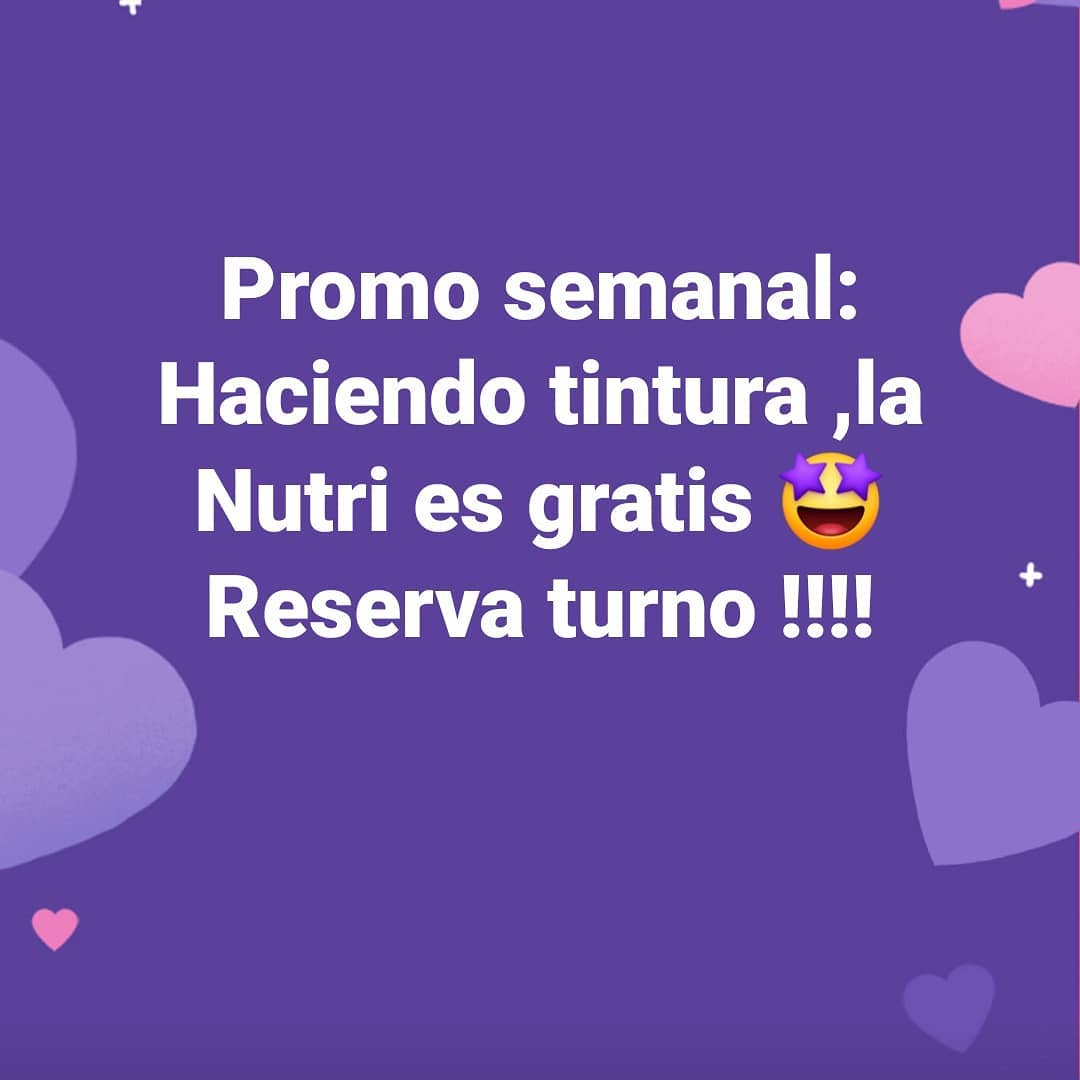 Promo semanal:
Haciendo tintura ,la
Nutri es gratis 🤩
Reserva turno !!!!